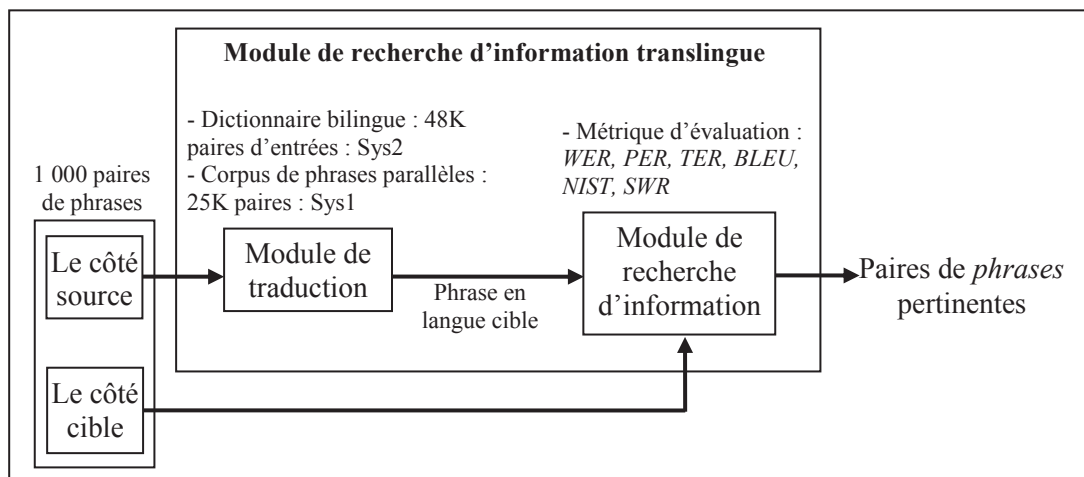 Module de recherche d’information translingue
- Dictionnaire bilingue : 48K
paires d’entrées : Sys2
- Corpus de phrases parallèles :
25K paires : Sys1
- Métrique d’évaluation :
WER, PER, TER, BLEU,
NIST, SWR
1 000 paires
de phrases
Le côté
source
Module de
traduction
Phrase en
langue cible
Module de
recherche
d’information
Paires de phrases
pertinentes
Le côté
cible